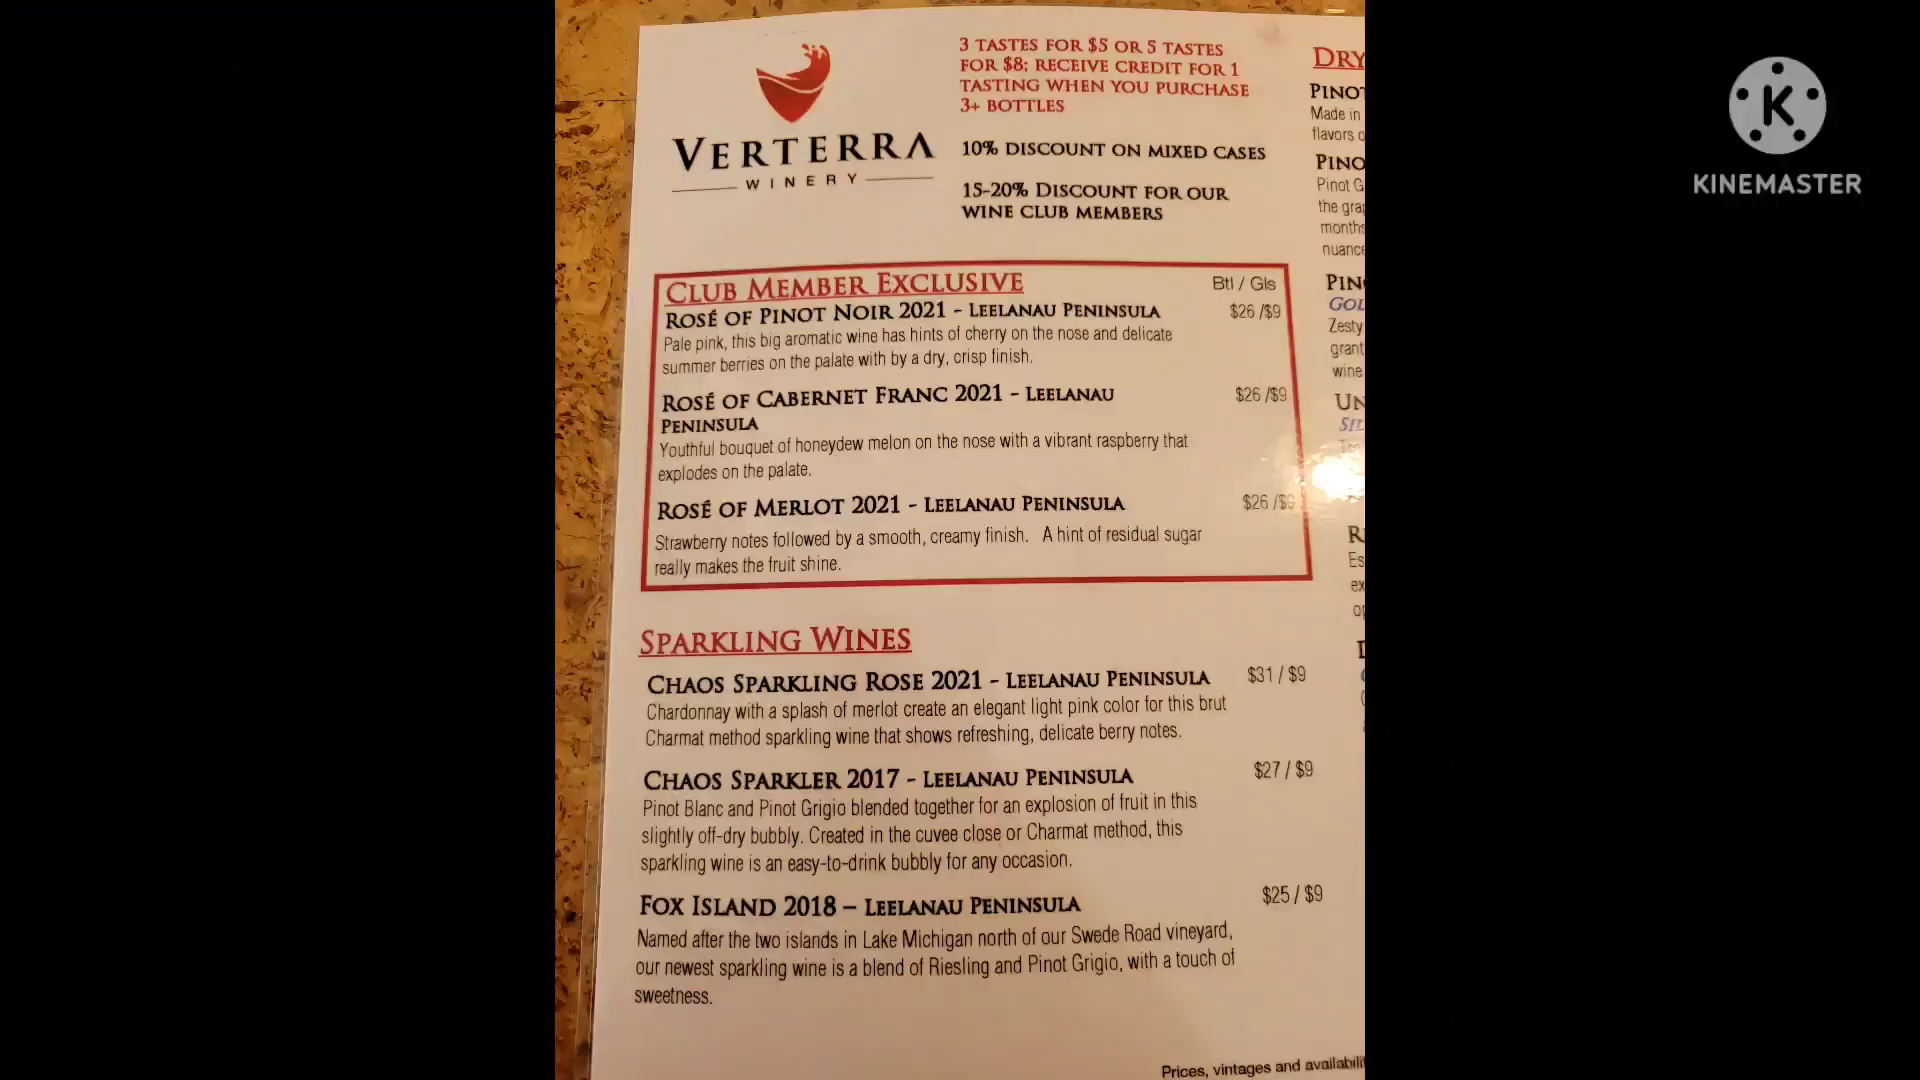 VERTERRA
WINERY
3 TASTES FOR $5 OR 5 TASTES
FOR $8; RECEIVE CREDIT FOR 1
TASTING WHEN YOU PURCHASE
3+ BOTTLES
10% DISCOUNT ON MIXED CASES
15-20% DISCOUNT FOR OUR
WINE CLUB MEMBERS
CLUB MEMBER EXCLUSIVE Btl / Gls
ROSÉ OF PINOT NOIR 2021 - LEELANAU PENINSULA $26 /$9
Pale pink, this big aromatic wine has hints of cherry on the nose and delicate
summer berries on the palate with by a dry, crisp finish.
ROSÉ OF CABERNET FRANC 2021 - LEELANAU $26 /$9
PENINSULA
Youthful bouquet of honeydew melon on the nose with a vibrant raspberry that
explodes on the palate.
ROSÉ OF MERLOT 2021 - LEELANAU PENINSULA $26 /$9
Strawberry notes followed by a smooth, creamy finish. A hint of residual sugar
really makes the fruit shine.
SPARKLING WINES
CHAOS SPARKLING ROSE 2021 - LEELANAU PENINSULA $31 / $9
Chardonnay with a splash of merlot create an elegant light pink color for this brut
Charmat method sparkling wine that shows refreshing, delicate berry notes.
CHAOS SPARKLER 2017 - LEELANAU PENINSULA $27 / $9
Pinot Blanc and Pinot Grigio blended together for an explosion of fruit in this
slightly off-dry bubbly. Created in the cuvee close or Charmat method, this
sparkling wine is an easy-to-drink bubbly for any occasion.
FOX ISLAND 2018 – LEELANAU PENINSULA $25 / $9
Named after the two islands in Lake Michigan north of our Swede Road vineyard,
our newest sparkling wine is a blend of Riesling and Pinot Grigio, with a touch of
sweetness.
Prices, vintages and
DRY
Made in
flavors
Pinot G
the
Zesty
wine
KINEMASTER